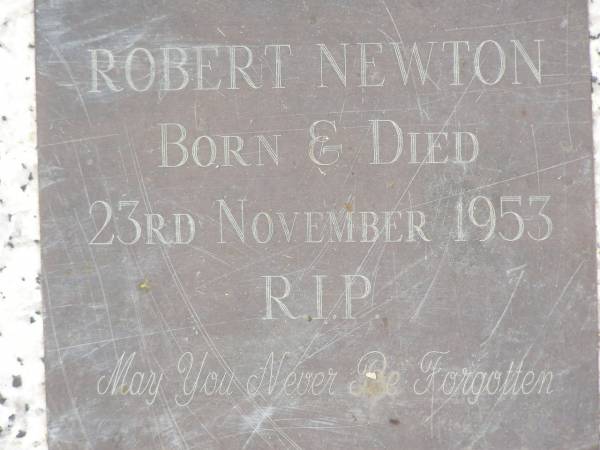 ROBERT NEWTON
BORN & DIED
23RD NOVEMBER 1953
R.I.P.
May You Never Be Forgotten